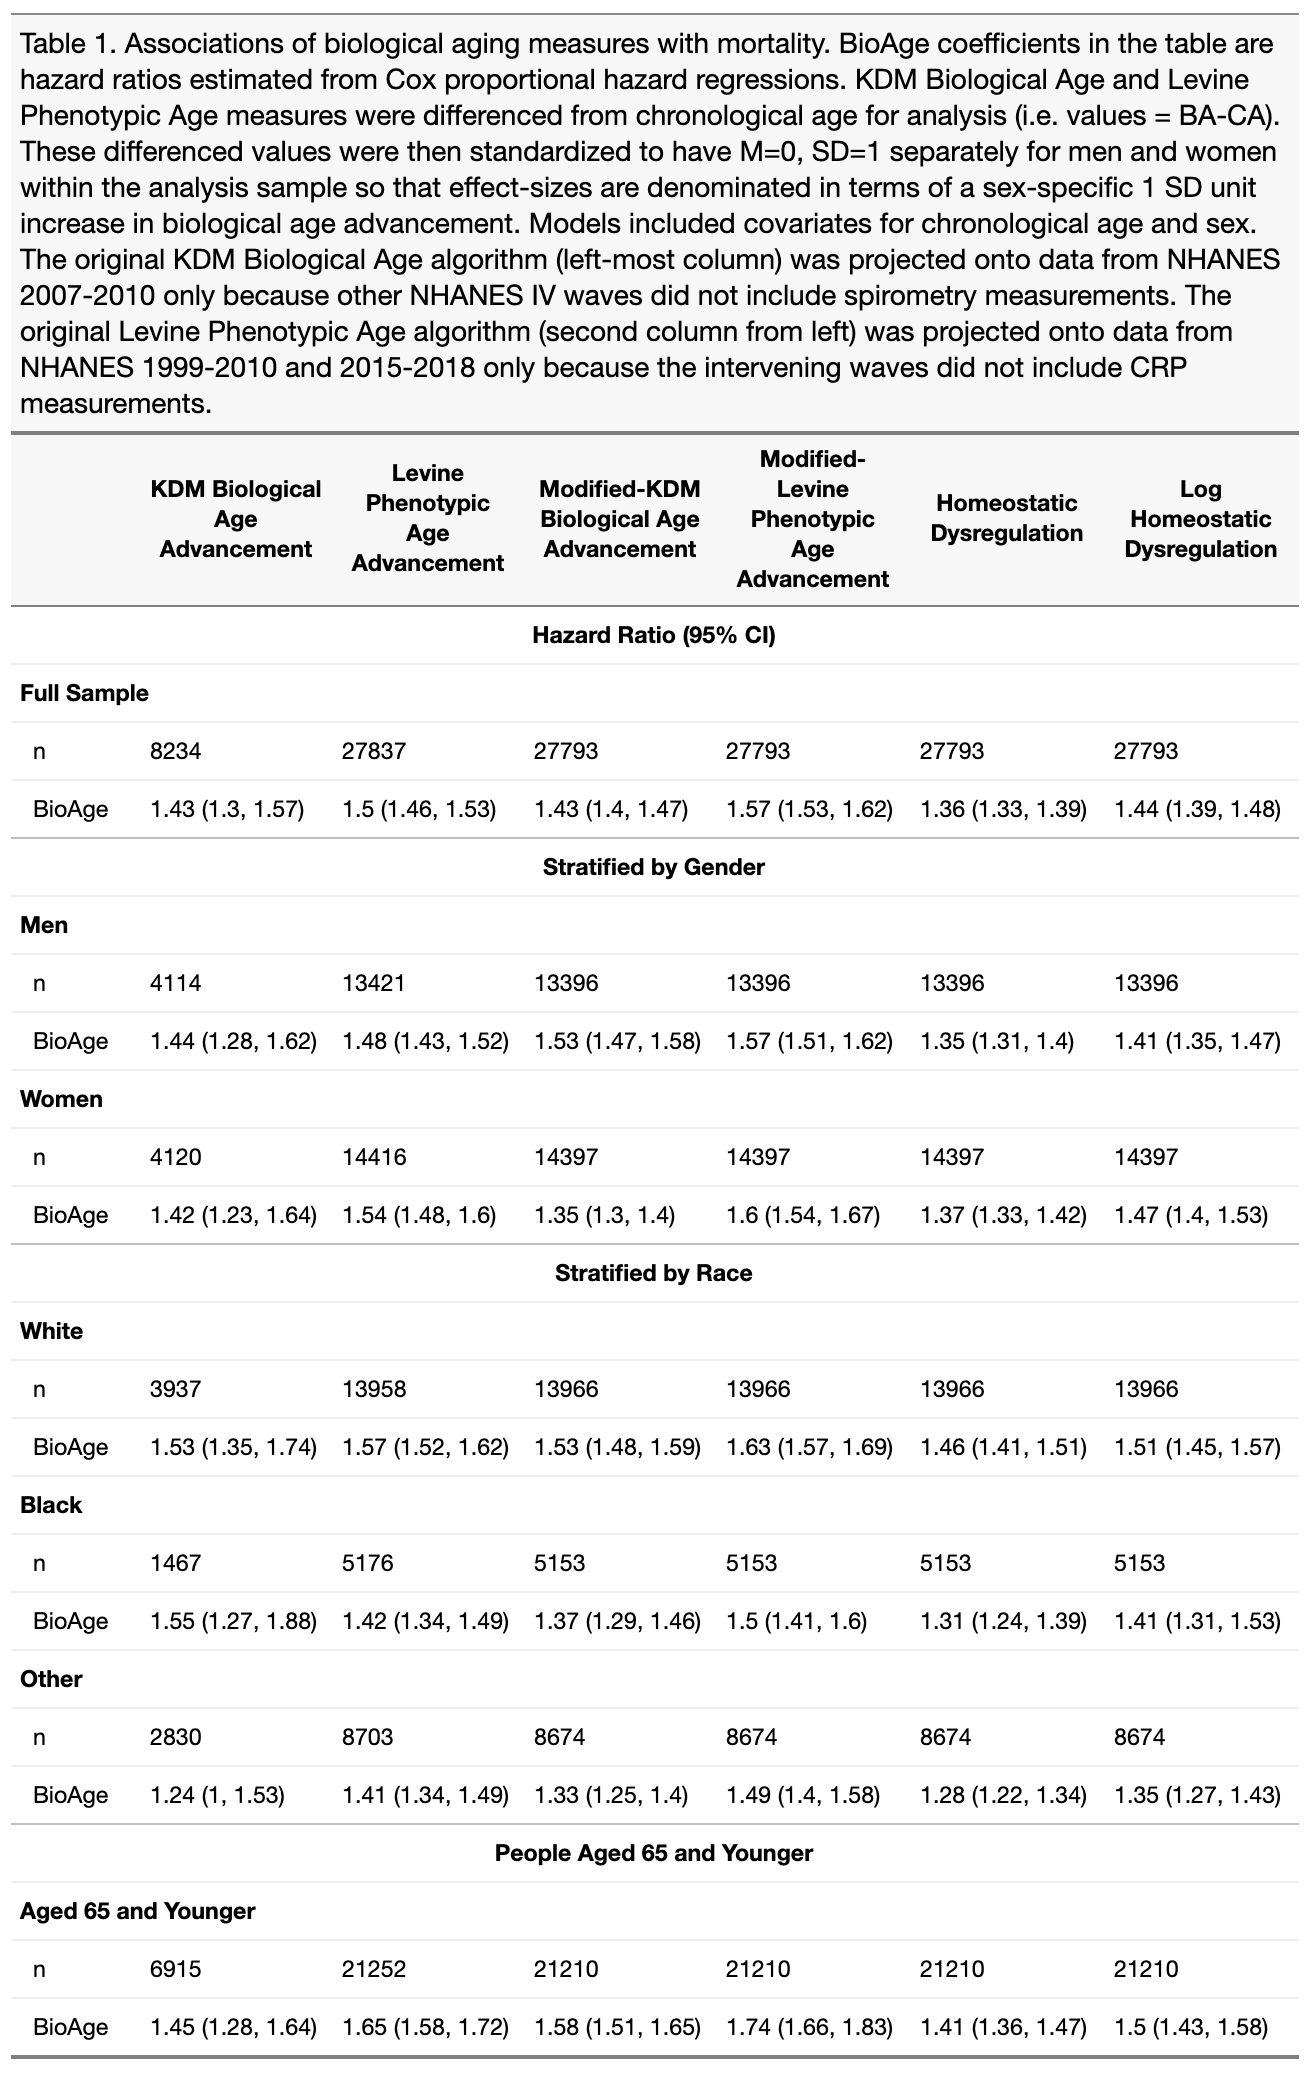 Table 1. Associations of biological aging measures with mortality. BioAge coefficients in the table are
hazard ratios estimated from Cox proportional hazard regressions. KDM Biological Age and Levine
Phenotypic Age measures were differenced from chronological age for analysis (i.e. values = BA-CA).
These differenced values were then standardized to have M=0, SD=1 separately for men and women
within the analysis sample so that effect-sizes are denominated in terms of a sex-specific 1 SD unit
increase in biological age advancement. Models included covariates for chronological age and sex.
The original KDM Biological Age algorithm (left-most column) was projected onto data from NHANES
2007-2010 only because other NHANES IV waves did not include spirometry measurements. The
original Levine Phenotypic Age algorithm (second column from left) was projected onto data from
NHANES 1999-2010 and 2015-2018 only because the intervening waves did not include CRP
measurements.
KDM Biological
Age
Advancement
Levine
Phenotypic
Age
Advancement
Modified-KDM
Biological Age
Advancement
Modified-
Levine
Phenotypic
Age
Advancement
Homeostatic
Dysregulation
Log
Homeostatic
Dysregulation
Hazard Ratio (95% CI)
Full Sample
n 8234 27837 27793 27793 27793 27793
BioAge 1.43 (1.3, 1.57) 1.5 (1.46, 1.53) 1.43 (1.4, 1.47) 1.57 (1.53, 1.62) 1.36 (1.33, 1.39) 1.44 (1.39, 1.48)
Stratified by Gender
Men
n 4114 13421 13396 13396 13396 13396
BioAge 1.44 (1.28, 1.62) 1.48 (1.43, 1.52) 1.53 (1.47, 1.58) 1.57 (1.51, 1.62) 1.35 (1.31, 1.4) 1.41 (1.35, 1.47)
Women
n 4120 14416 14397 14397 14397 14397
BioAge 1.42 (1.23, 1.64) 1.54 (1.48, 1.6) 1.35 (1.3, 1.4) 1.6 (1.54, 1.67) 1.37 (1.33, 1.42) 1.47 (1.4, 1.53)
Stratified by Race
White
n 3937 13958 13966 13966 13966 13966
BioAge 1.53 (1.35, 1.74) 1.57 (1.52, 1.62) 1.53 (1.48, 1.59) 1.63 (1.57, 1.69) 1.46 (1.41, 1.51) 1.51 (1.45, 1.57)
Black
n 1467 5176 5153 5153 5153 5153
BioAge 1.55 (1.27, 1.88) 1.42 (1.34, 1.49) 1.37 (1.29, 1.46) 1.5 (1.41, 1.6) 1.31 (1.24, 1.39) 1.41 (1.31, 1.53)
Other
n 2830 8703 8674 8674 8674 8674
BioAge 1.24 (1, 1.53) 1.41 (1.34, 1.49) 1.33 (1.25, 1.4) 1.49 (1.4, 1.58) 1.28 (1.22, 1.34) 1.35 (1.27, 1.43)
People Aged 65 and Younger
Aged 65 and Younger
n 6915 21252 21210 21210 21210 21210
BioAge 1.45 (1.28, 1.64) 1.65 (1.58, 1.72) 1.58 (1.51, 1.65) 1.74 (1.66, 1.83) 1.41 (1.36, 1.47) 1.5 (1.43, 1.58)